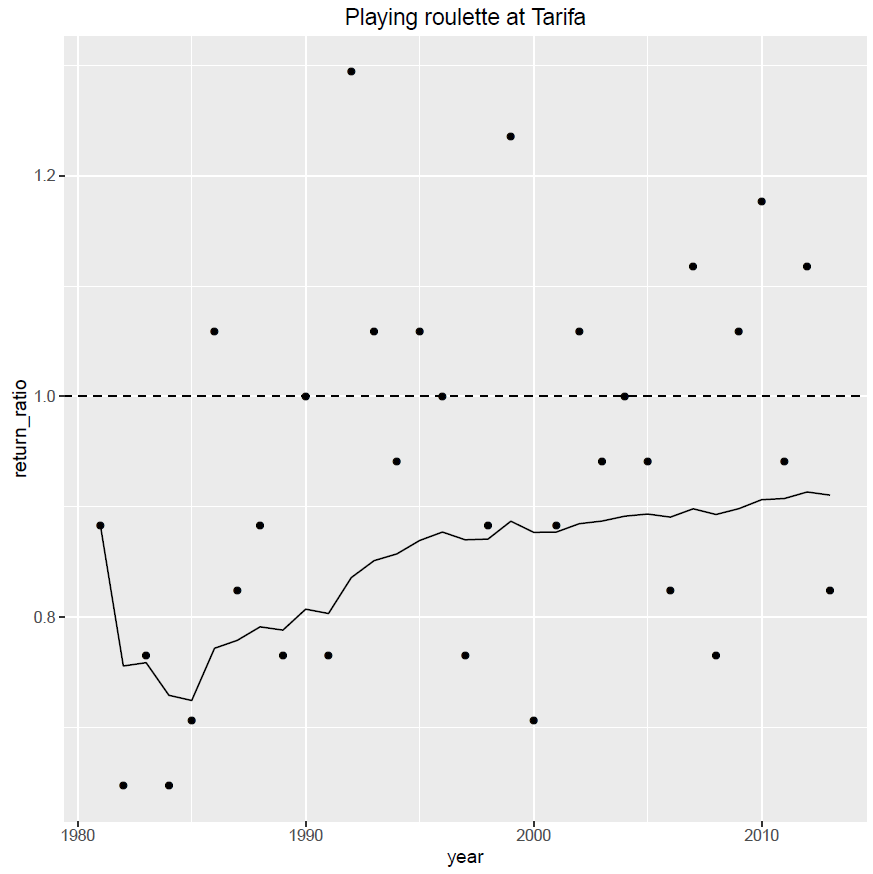 Playing roulette at Tarifa
return_ratio
1.2
1.0
0.8
1980 1990 2000 2010
year